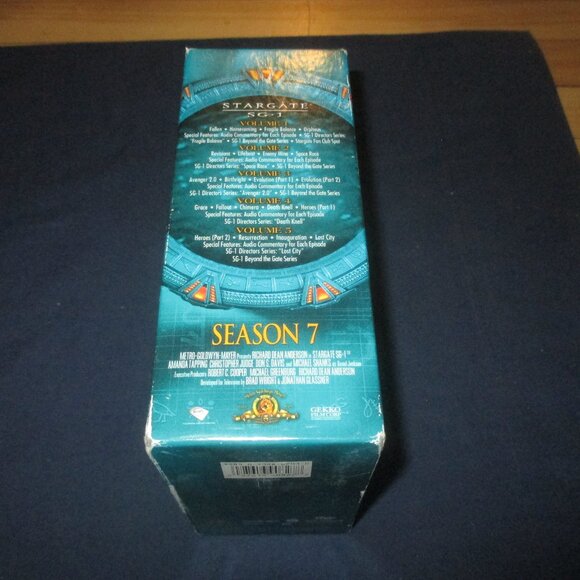 STARGATE
SG·1
VOLUME 1
Fallen • Homecoming • Fragile Balance • Orpheus
Special Features: Audio Commentary for Each Episode • SG-1 Directors Series:
"Fragile Balance" • SG-1 Beyond the Gate Series • Stargate Fan Club Spot
VOLUME 2
Revisions • Lifeboat • Enemy Mine • Space Race
Special Features: Audio Commentary for Each Episode
SG-1 Directors Series: "Space Race" • SG-1 Beyond the Gate Series
VOLUME 3
Avenger 2.0 • Birthright • Evolution (Part 1) • Evolution (Part 2)
Special Features: Audio Commentary for Each Episode
SG-1 Directors Series: "Avenger 2.0" • SG-1 Beyond the Gate Series
VOLUME 4
Grace • Fallout • Chimera • Death Knell • Heroes (Part 1)
Special Features: Audio Commentary for Each Episode
SG-1 Directors Series: "Death Knell"
VOLUME 5
Heroes (Part 2) • Resurrection • Inauguration • Lost City
Special Features: Audio Commentary for Each Episode
SG-1 Directors Series: "Lost City"
SG-1 Beyond the Gate Series
SEASON 7
METRO-GOLDWYN-MAYER Presents RICHARD DEAN ANDERSON in STARGATE SG-1™
AMANDA TAPPING CHRISTOPHER JUDGE DON S. DAVIS and MICHAEL SHANKS as Daniel Jackson
Executive Producers ROBERT C. COOPER MICHAEL GREENBURG RICHARD DEAN ANDERSON
Developed for Television by BRAD WRIGHT & JONATHAN GLASSNER
GEKKO
FILM CORP